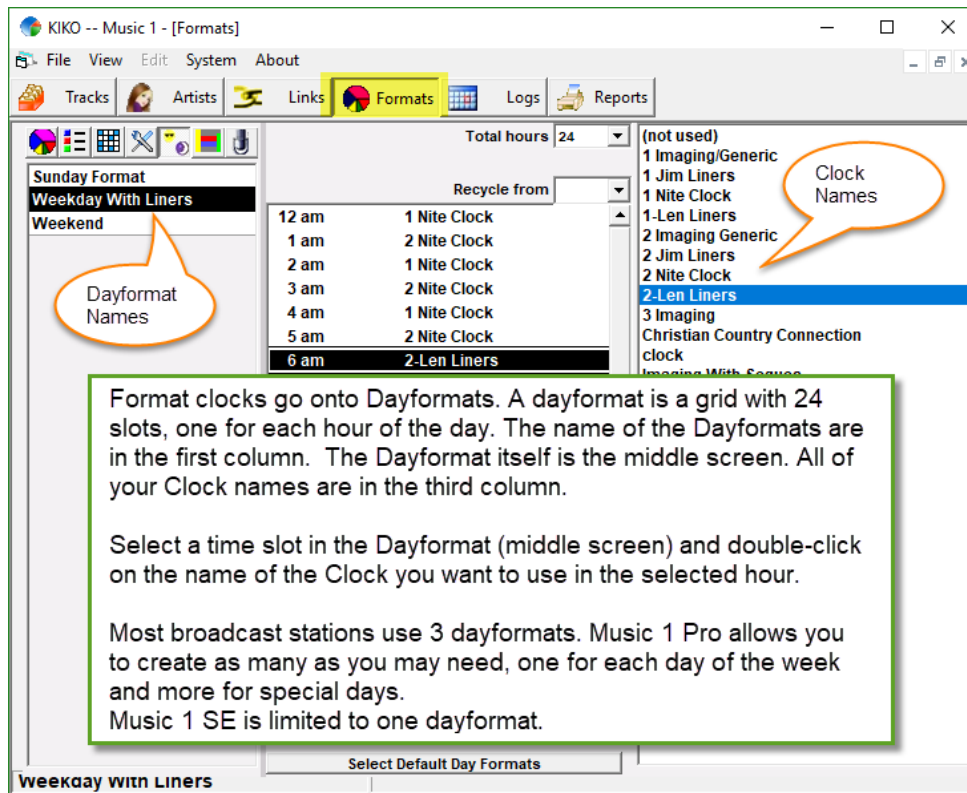 KIKO -- Music 1 - [Formats]
File View Edit System About
Tracks Artists Links Formats Logs Reports
Sunday Format
Weekday With Liners
Weekend
Dayformat
Names
Total hours 24
Recycle from
12 am 1 Nite Clock
1 am 2 Nite Clock
2 am 1 Nite Clock
3 am 2 Nite Clock
4 am 1 Nite Clock
5 am 2 Nite Clock
6 am 2-Len Liners
(not used)
1 Imaging/Generic
1 Jim Liners
1 Nite Clock
1-Len Liners
2 Imaging Generic
2 Jim Liners
2 Nite Clock
2-Len Liners
3 Imaging
Christian Country Connection
clock
Imaging With Segues
Clock
Names
Format clocks go onto Dayformats. A dayformat is a grid with 24
slots, one for each hour of the day. The name of the Dayformats are
in the first column.  The Dayformat itself is the middle screen. All of
your Clock names are in the third column.
Select a time slot in the Dayformat (middle screen) and double-click
on the name of the Clock you want to use in the selected hour.
Most broadcast stations use 3 dayformats. Music 1 Pro allows you
to create as many as you may need, one for each day of the week
and more for special days.
Music 1 SE is limited to one dayformat.
Select Default Day Formats
Weekday With Liners